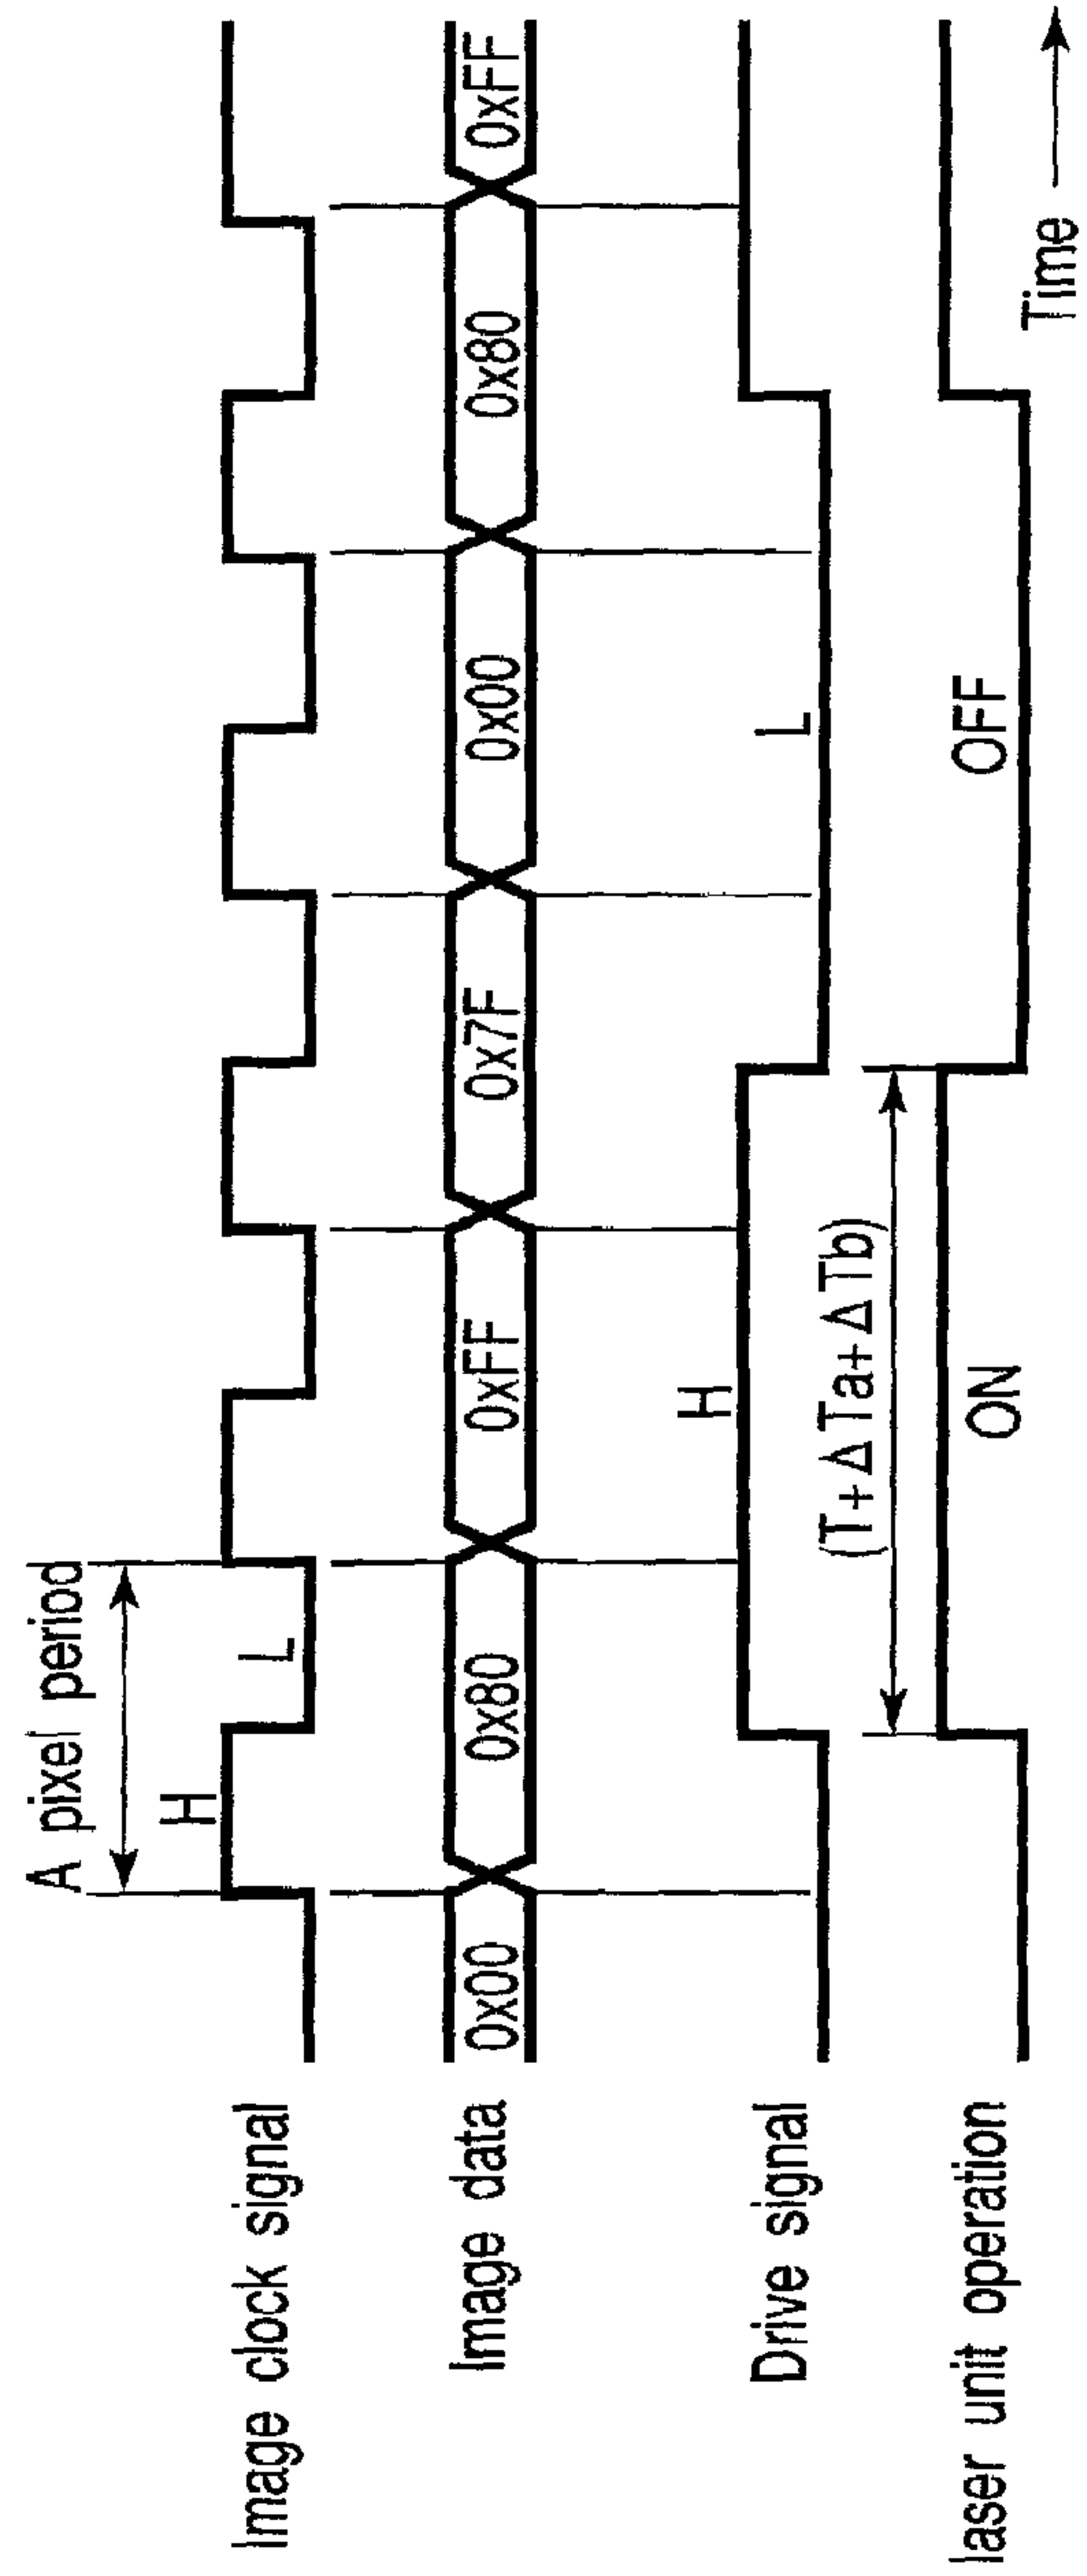 A pixel period
Image clock signal
H
L
Image data
0x00
0x80
0xFF
0x7F
0x00
0x80
0xFF
Drive signal
H
L
(T+ΔTa+ΔTb)
laser unit operation
ON
OFF
Time